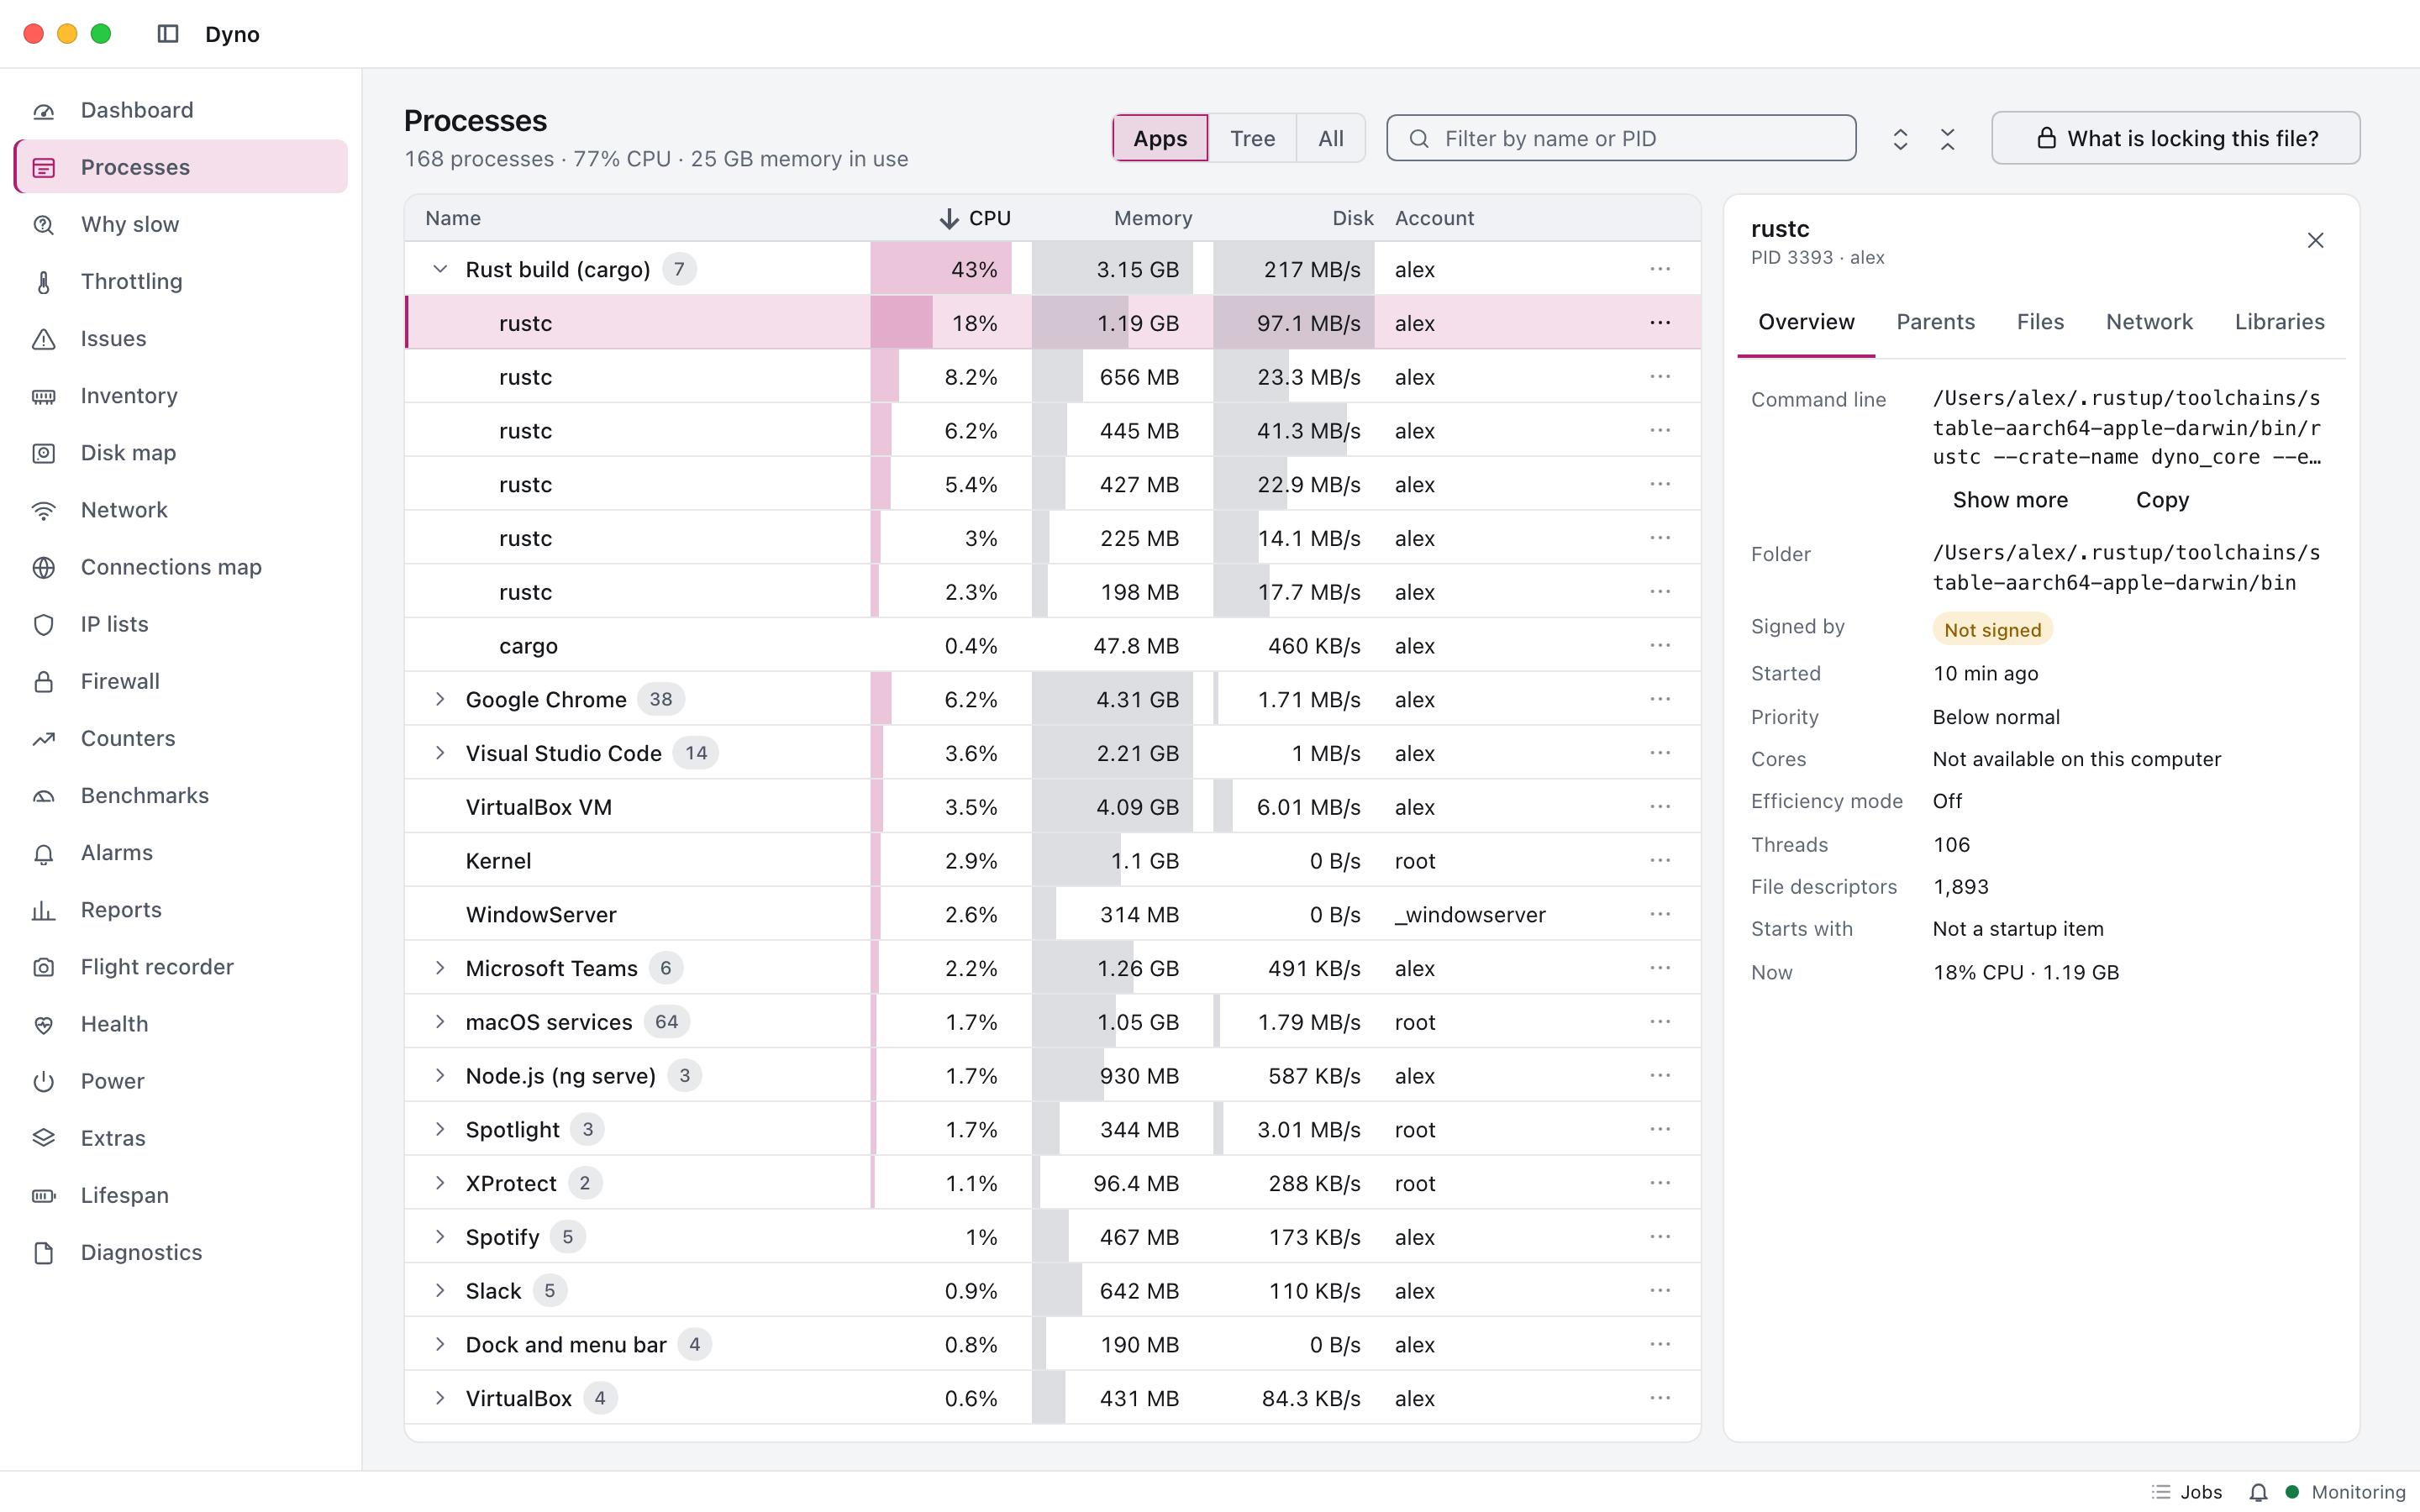 Dyno
Dashboard
Processes
Why slow
Throttling
Issues
Inventory
Disk map
Network
Connections map
IP lists
Firewall
Counters
Benchmarks
Alarms
Reports
Flight recorder
Health
Power
Extras
Lifespan
Diagnostics
Processes
168 processes · 77% CPU · 25 GB memory in use
Apps Tree All
Filter by name or PID
What is locking this file?
Name CPU Memory Disk Account
Rust build (cargo) 7 43% 3.15 GB 217 MB/s alex
rustc 18% 1.19 GB 97.1 MB/s alex
rustc 8.2% 656 MB 23.3 MB/s alex
rustc 6.2% 445 MB 41.3 MB/s alex
rustc 5.4% 427 MB 22.9 MB/s alex
rustc 3% 225 MB 14.1 MB/s alex
rustc 2.3% 198 MB 17.7 MB/s alex
cargo 0.4% 47.8 MB 460 KB/s alex
Google Chrome 38 6.2% 4.31 GB 1.71 MB/s alex
Visual Studio Code 14 3.6% 2.21 GB 1 MB/s alex
VirtualBox VM 3.5% 4.09 GB 6.01 MB/s alex
Kernel 2.9% 1.1 GB 0 B/s root
WindowServer 2.6% 314 MB 0 B/s _windowserver
Microsoft Teams 6 2.2% 1.26 GB 491 KB/s alex
macOS services 64 1.7% 1.05 GB 1.79 MB/s root
Node.js (ng serve) 3 1.7% 930 MB 587 KB/s alex
Spotlight 3 1.7% 344 MB 3.01 MB/s root
XProtect 2 1.1% 96.4 MB 288 KB/s root
Spotify 5 1% 467 MB 173 KB/s alex
Slack 5 0.9% 642 MB 110 KB/s alex
Dock and menu bar 4 0.8% 190 MB 0 B/s alex
VirtualBox 4 0.6% 431 MB 84.3 KB/s alex
rustc
PID 3393 · alex
Overview Parents Files Network Libraries
Command line /Users/alex/.rustup/toolchains/s
table-aarch64-apple-darwin/bin/r
ustc --crate-name dyno_core --e…
Show more Copy
Folder /Users/alex/.rustup/toolchains/s
table-aarch64-apple-darwin/bin
Signed by Not signed
Started 10 min ago
Priority Below normal
Cores Not available on this computer
Efficiency mode Off
Threads 106
File descriptors 1,893
Starts with Not a startup item
Now 18% CPU · 1.19 GB
Jobs Monitoring